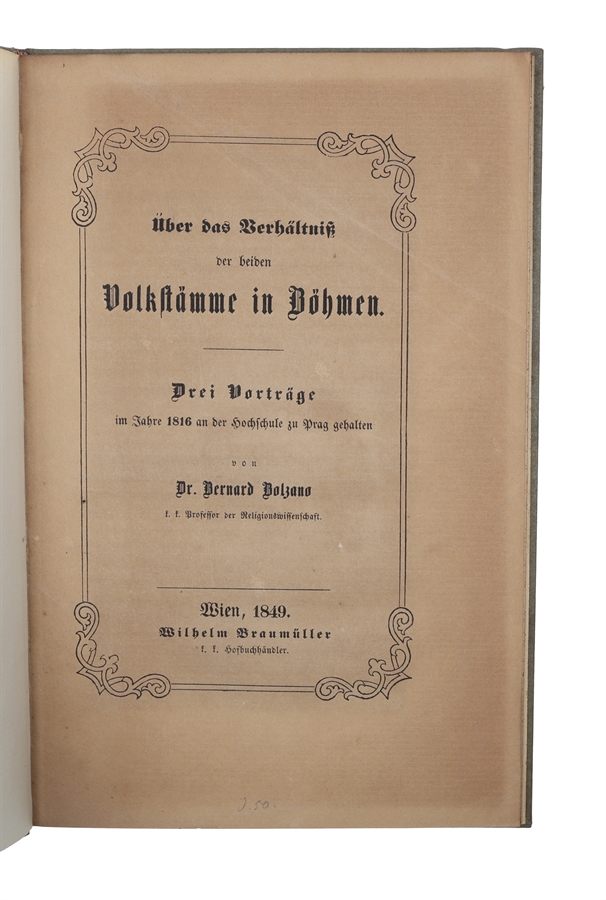 Über das Verhältniß
der beiden
Volkstämme in Böhmen.
Drei Vorträge
im Jahre 1816 an der Hochschule zu Prag gehalten
von
Dr. Bernard Bolzano
k. k. Professor der Religionswissenschaft.
Wien, 1849.
Wilhelm Braumüller
k. k. Hofbuchhändler.